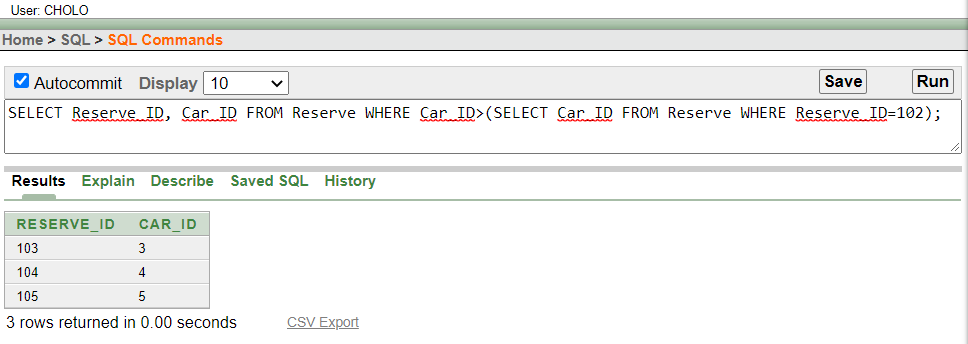 User: CHOLO
Home > SQL > SQL Commands
Autocommit Display 10 Save Run
SELECT Reserve_ID, Car_ID FROM Reserve WHERE Car_ID>(SELECT Car_ID FROM Reserve WHERE Reserve_ID=102);
Results Explain Describe Saved SQL History
RESERVE_ID CAR_ID
103 3
104 4
105 5
3 rows returned in 0.00 seconds CSV Export